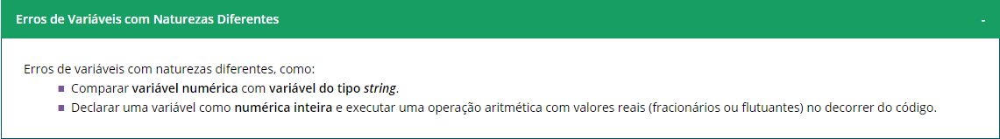 Erros de Variáveis com Naturezas Diferentes -
Erros de variáveis com naturezas diferentes, como:
Comparar variável numérica com variável do tipo string.
Declarar uma variável como numérica inteira e executar uma operação aritmética com valores reais (fracionários ou flutuantes) no decorrer do código.